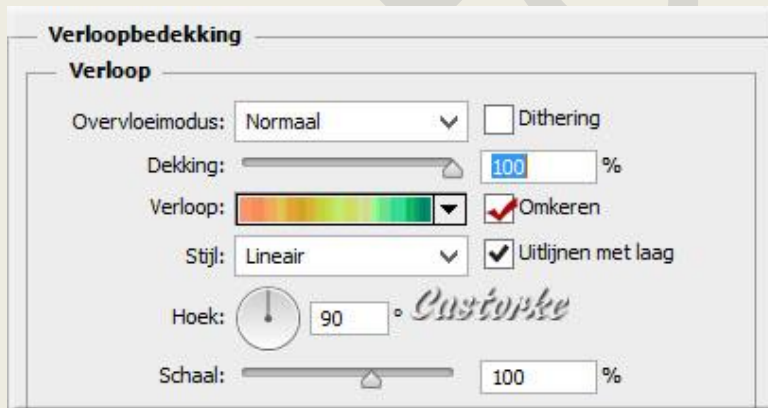 Verloopbedekking
Verloop
Overvloeimodus: Normaal Dithering
Dekking: 100 %
Verloop: Omkeren
Stijl: Lineair Uitlijnen met laag
Hoek: 90 ° Castorke
Schaal: 100 %